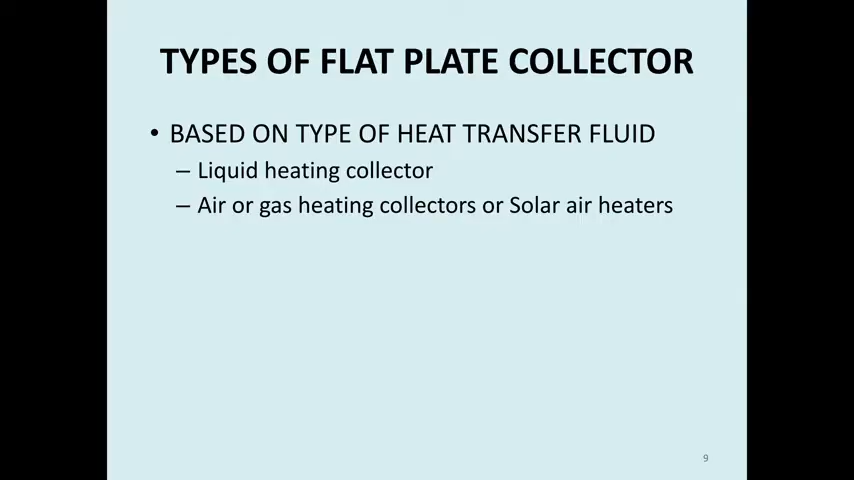 TYPES OF FLAT PLATE COLLECTOR
• BASED ON TYPE OF HEAT TRANSFER FLUID
– Liquid heating collector
– Air or gas heating collectors or Solar air heaters
9